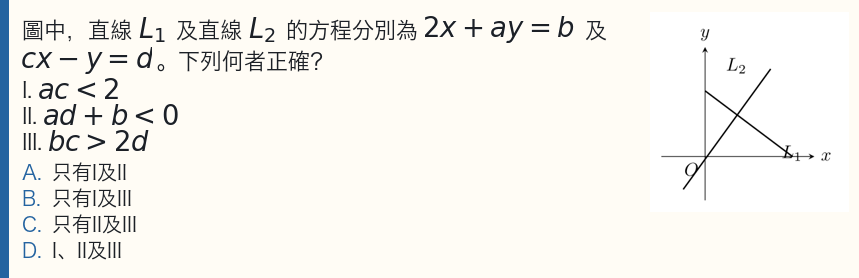 圖中，直線 L₁ 及直線 L₂ 的方程分別為 2x + ay = b 及
cx − y = d。下列何者正確?
I. ac < 2
II. ad + b < 0
III. bc > 2d
A. 只有I及II
B. 只有I及III
C. 只有II及III
D. I、II及III
y
L₂
O
L₁
x